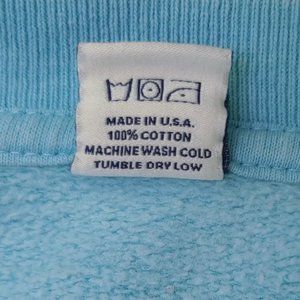 MADE IN U.S.A.
100% COTTON
MACHINE WASH COLD
TUMBLE DRY LOW